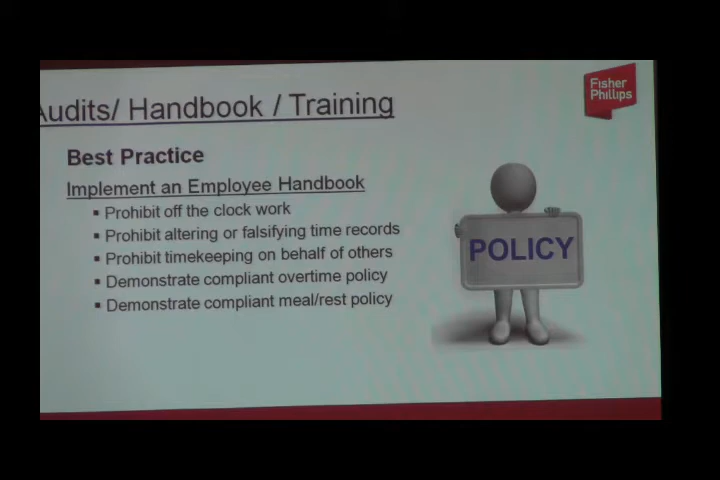 Audits/ Handbook / Training
Fisher
Phillips
Best Practice
Implement an Employee Handbook
▪ Prohibit off the clock work
▪ Prohibit altering or falsifying time records
▪ Prohibit timekeeping on behalf of others
▪ Demonstrate compliant overtime policy
▪ Demonstrate compliant meal/rest policy
POLICY